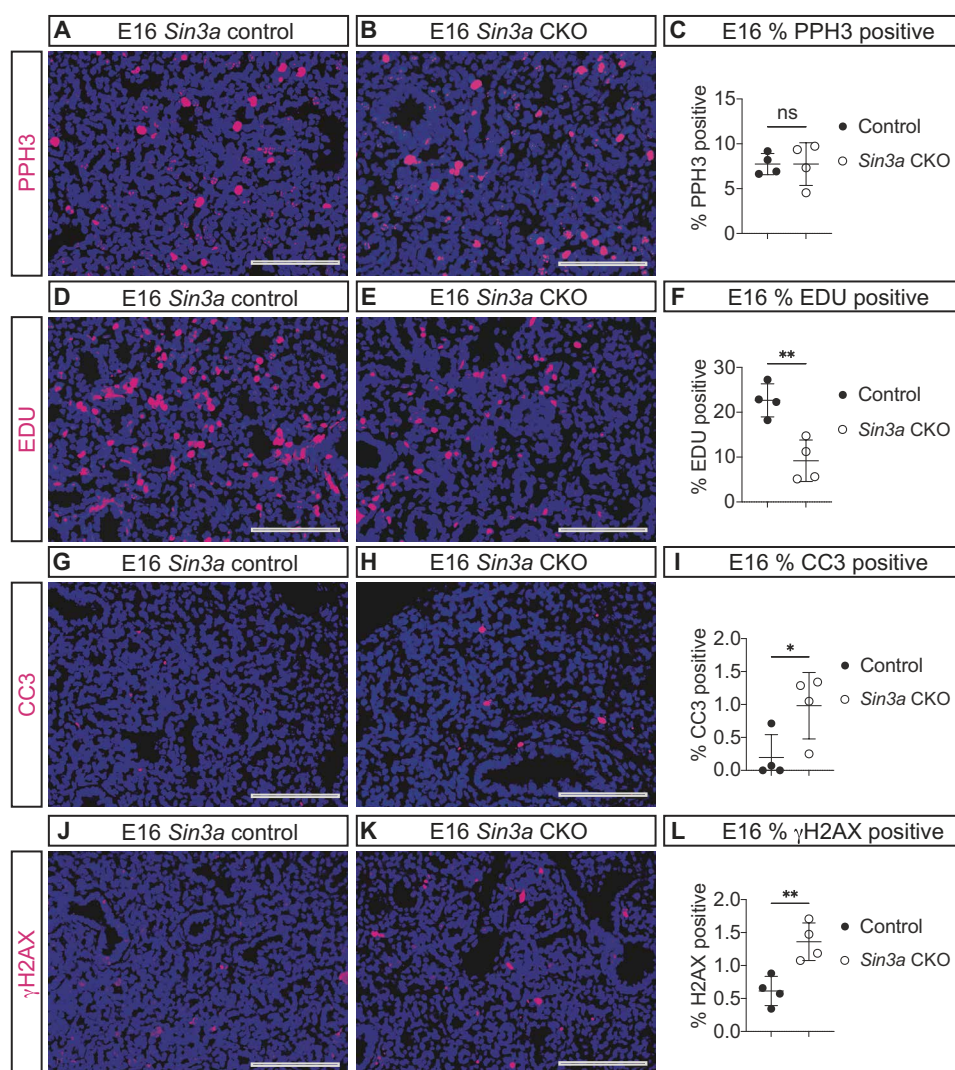 A E16 Sin3a control
B E16 Sin3a CKO
C E16 % PPH3 positive
PPH3
% PPH3 positive
15
10
5
0
ns
Control
Sin3a CKO
D E16 Sin3a control
E E16 Sin3a CKO
F E16 % EDU positive
EDU
% EDU positive
30
20
10
0
**
Control
Sin3a CKO
G E16 Sin3a control
H E16 Sin3a CKO
I E16 % CC3 positive
CC3
% CC3 positive
2.0
1.5
1.0
0.5
0.0
*
Control
Sin3a CKO
J E16 Sin3a control
K E16 Sin3a CKO
L E16 % γH2AX positive
γH2AX
% H2AX positive
2.0
1.5
1.0
0.5
0.0
**
Control
Sin3a CKO